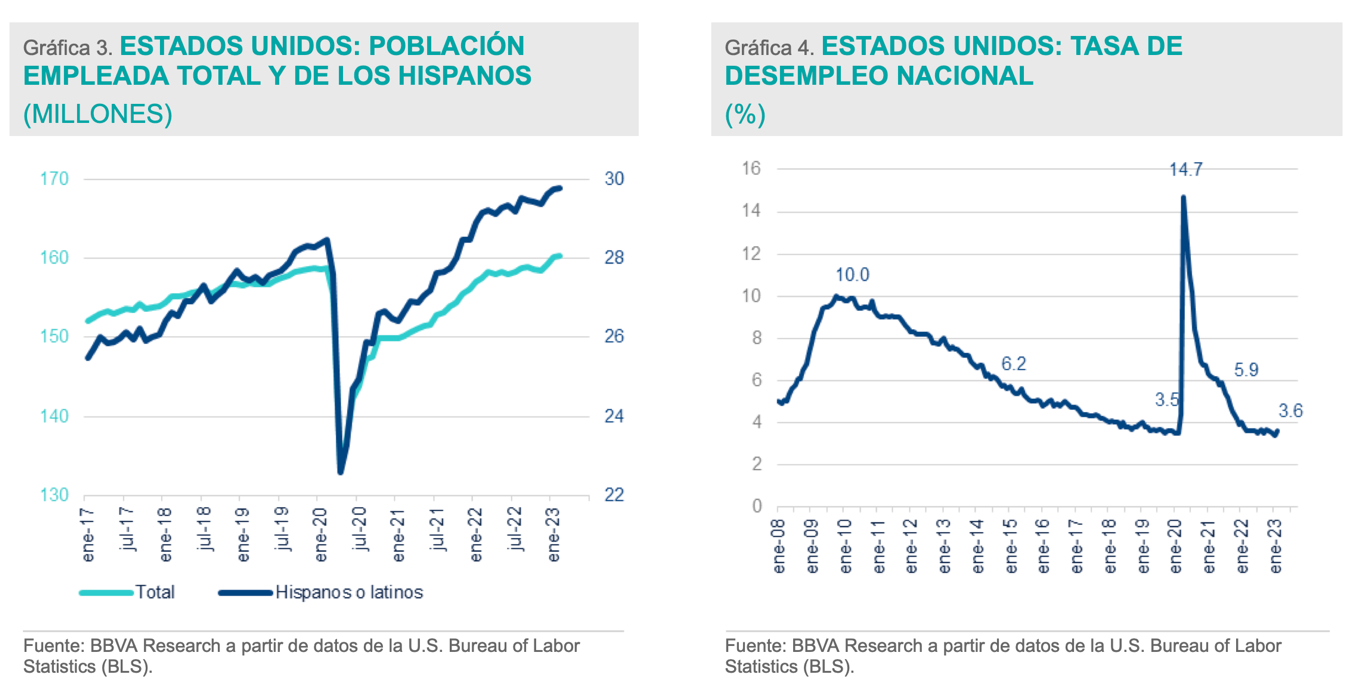 Gráfica 3. ESTADOS UNIDOS: POBLACIÓN
EMPLEADA TOTAL Y DE LOS HISPANOS
(MILLONES)
170
160
150
140
130
30
28
26
24
22
ene-17
jul-17
ene-18
jul-18
ene-19
jul-19
ene-20
jul-20
ene-21
jul-21
ene-22
jul-22
ene-23
Total
Hispanos o latinos
Fuente: BBVA Research a partir de datos de la U.S. Bureau of Labor
Statistics (BLS).
Gráfica 4. ESTADOS UNIDOS: TASA DE
DESEMPLEO NACIONAL
(%)
16
14
12
10
8
6
4
2
0
10.0
6.2
3.5
14.7
5.9
3.6
ene-08
ene-09
ene-10
ene-11
ene-12
ene-13
ene-14
ene-15
ene-16
ene-17
ene-18
ene-19
ene-20
ene-21
ene-22
ene-23
Fuente: BBVA Research a partir de datos de la U.S. Bureau of Labor
Statistics (BLS).